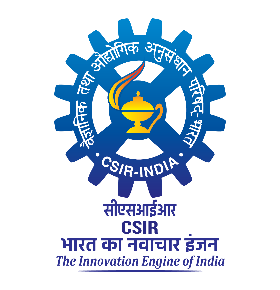 वैज्ञानिक तथा औद्योगिक अनुसंधान परिषद-भारत
• CSIR-INDIA •
सीएसआईआर
CSIR
भारत का नवाचार इंजन
The Innovation Engine of India